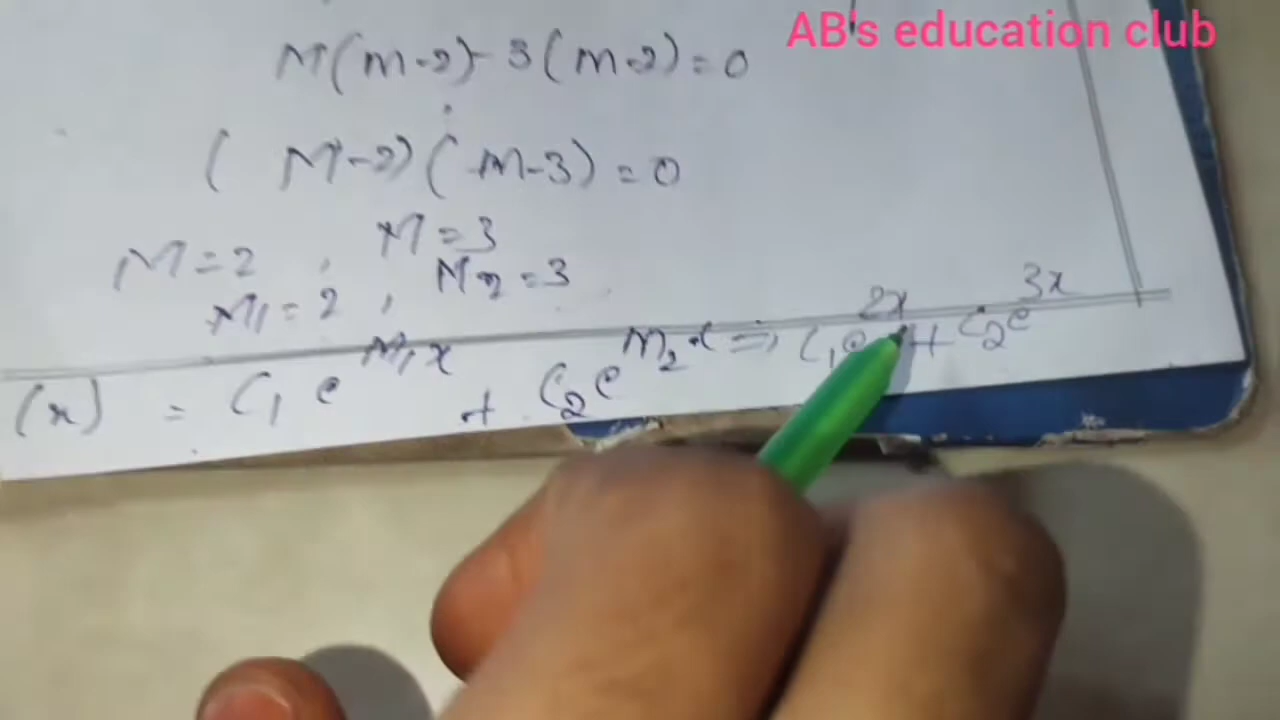 AB's education club
M(m-2)-3(m-2)=0
(M-2)(m-3)=0
M=2, M=3
M1=2, M2=3
(x) = C1 e^M1x + C2 e^m2x => C1 e^2x + C2 e^3x